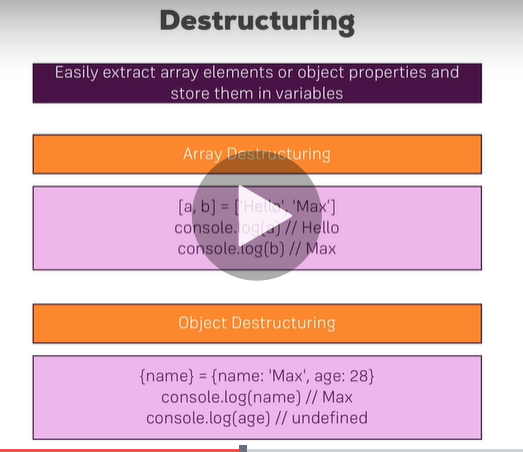 Destructuring
Easily extract array elements or object properties and
store them in variables
Array Destructuring
[a, b] = ['Hello', 'Max']
console.log(a) // Hello
console.log(b) // Max
Object Destructuring
{name} = {name: 'Max', age: 28}
console.log(name) // Max
console.log(age) // undefined